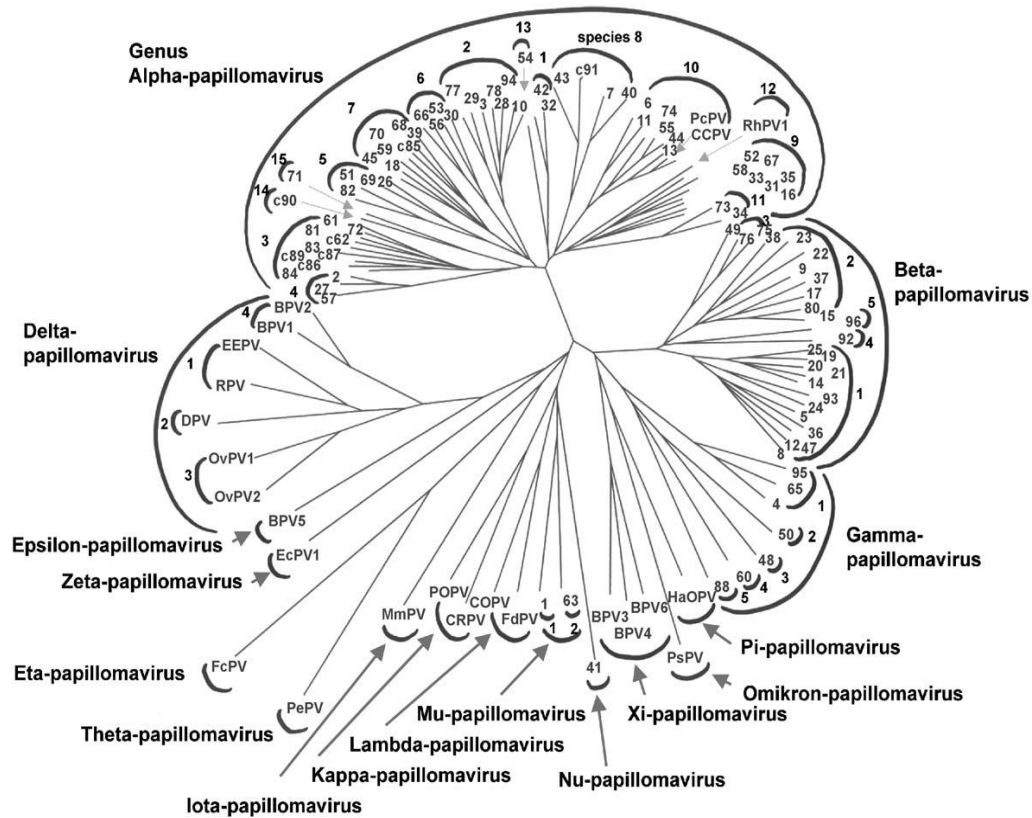 Genus
Alpha-papillomavirus
13
54
2
1
species 8
94
42
43
c91
10
6
77
78
40
12
7
53
29
3
28
10
32
7
6
74
PcPV
66
30
11
55
CCPV
RhPV1
70
68
39
56
44
9
59
c85
13
52
67
15
5
45
18
58
33
35
71
51
69
26
31
16
14
82
c90
73
11
61
34
3
3
81
72
49
75
83
c62
76
38
23
c89
c87
22
2
84
c86
2
9
37
4
27
57
17
5
4
BPV2
80
15
96
BPV1
92
4
Beta-
papillomavirus
Delta-
papillomavirus
1
EEPV
25
19
20
21
RPV
14
1
93
24
2
DPV
5
36
12
47
OvPV1
8
3
95
OvPV2
65
4
1
BPV5
50
2
Epsilon-papillomavirus
Gamma-
papillomavirus
EcPV1
48
3
Zeta-papillomavirus
60
4
88
5
POPV
COPV
HaOPV
MmPV
CRPV
FdPV
1
63
BPV3
BPV6
1
2
BPV4
Pi-papillomavirus
FcPV
41
PsPV
Eta-papillomavirus
Omikron-papillomavirus
PePV
Mu-papillomavirus
Xi-papillomavirus
Theta-papillomavirus
Lambda-papillomavirus
Kappa-papillomavirus
Nu-papillomavirus
Iota-papillomavirus